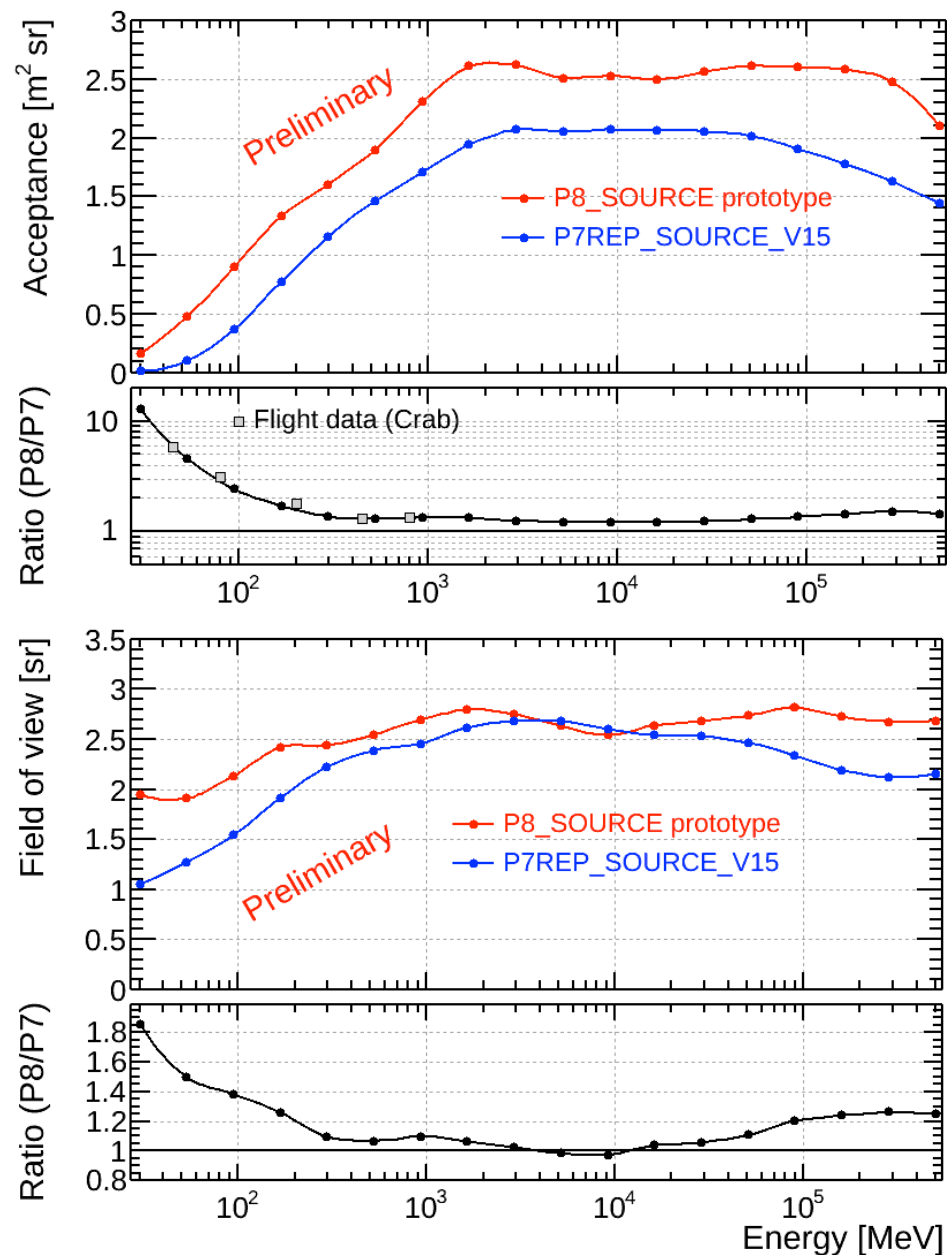 Acceptance [m² sr]
3
2.5
2
1.5
1
0.5
0
Preliminary
P8_SOURCE prototype
P7REP_SOURCE_V15
Ratio (P8/P7)
10
1
Flight data (Crab)
10² 10³ 10⁴ 10⁵
Field of view [sr]
3.5
3
2.5
2
1.5
1
0.5
0
P8_SOURCE prototype
P7REP_SOURCE_V15
Preliminary
Ratio (P8/P7)
1.8
1.6
1.4
1.2
1
0.8
10² 10³ 10⁴ 10⁵
Energy [MeV]